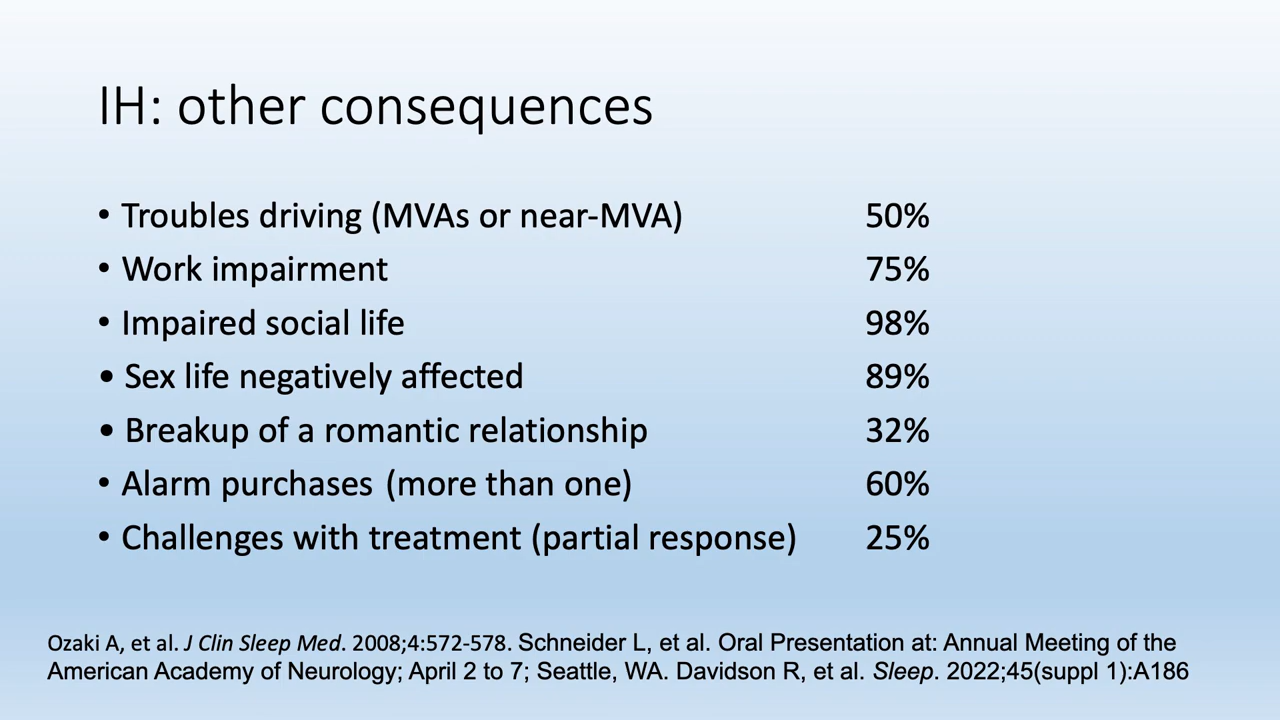 IH: other consequences
• Troubles driving (MVAs or near-MVA) 50%
• Work impairment 75%
• Impaired social life 98%
• Sex life negatively affected 89%
• Breakup of a romantic relationship 32%
• Alarm purchases (more than one) 60%
• Challenges with treatment (partial response) 25%
Ozaki A, et al. J Clin Sleep Med. 2008;4:572-578. Schneider L, et al. Oral Presentation at: Annual Meeting of the
American Academy of Neurology; April 2 to 7; Seattle, WA. Davidson R, et al. Sleep. 2022;45(suppl 1):A186